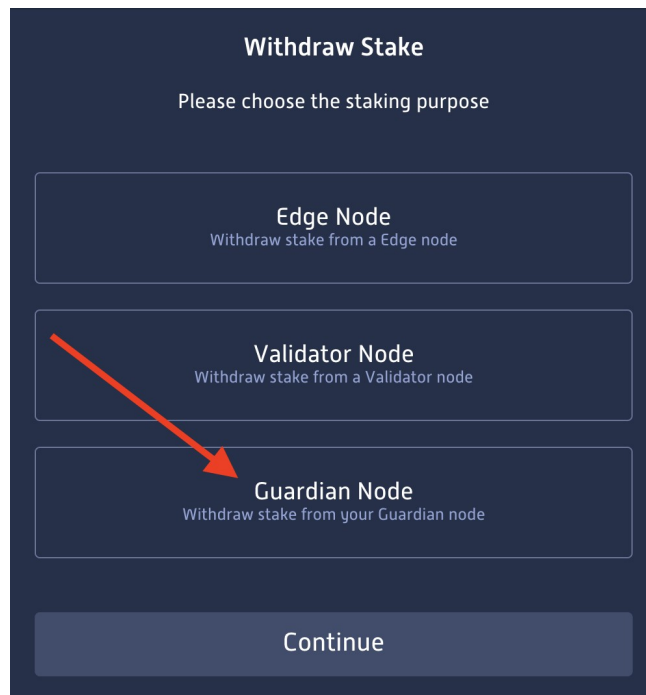 Withdraw Stake
Please choose the staking purpose
Edge Node
Withdraw stake from a Edge node
Validator Node
Withdraw stake from a Validator node
Guardian Node
Withdraw stake from your Guardian node
Continue